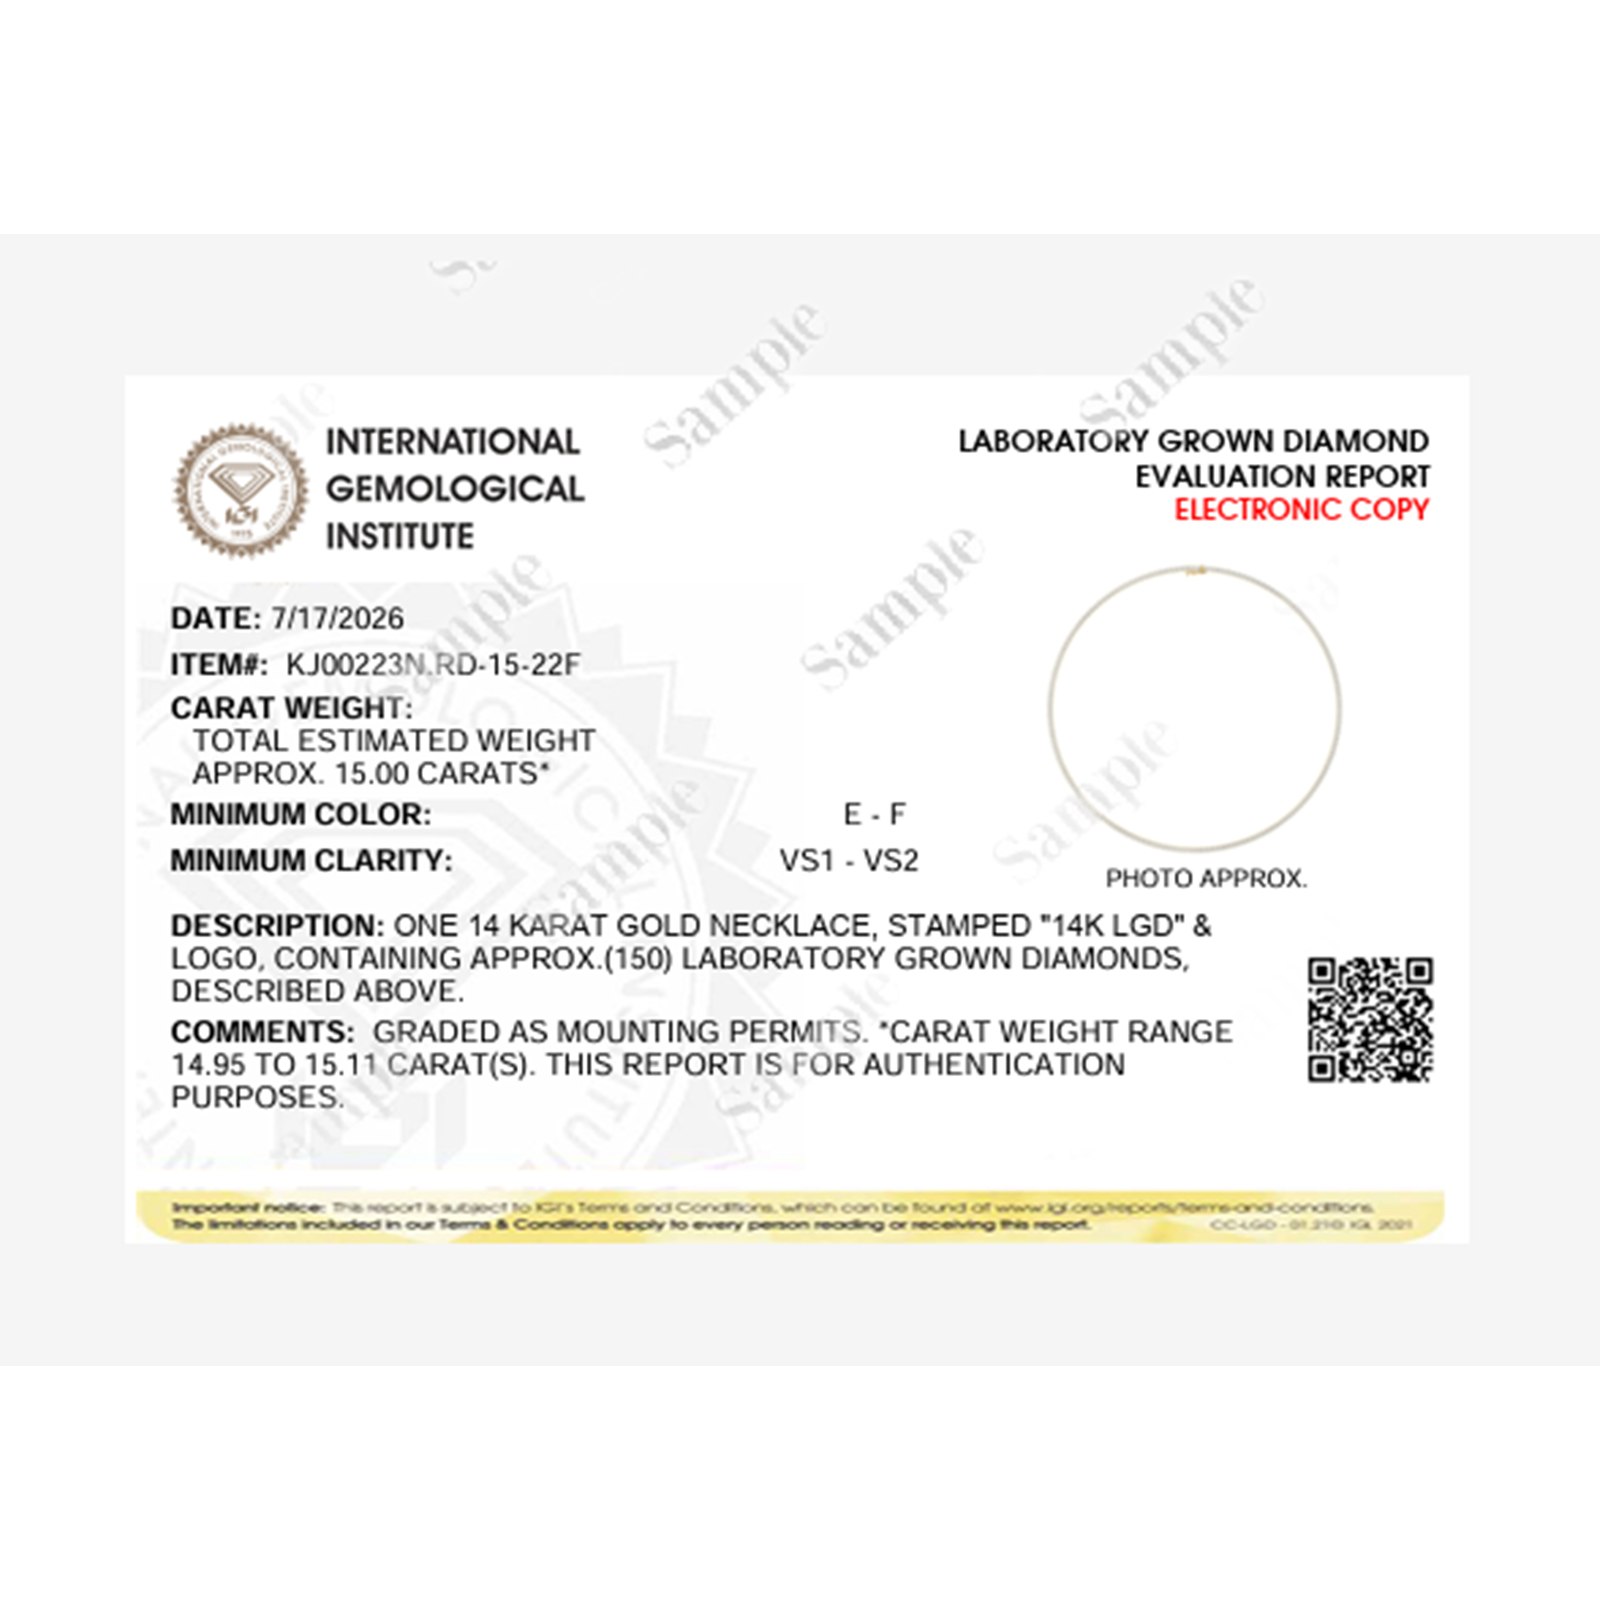 INTERNATIONAL
GEMOLOGICAL
INSTITUTE
LABORATORY GROWN DIAMOND
EVALUATION REPORT
ELECTRONIC COPY
DATE: 7/17/2026
ITEM#: KJ00223N.RD-15-22F
CARAT WEIGHT:
TOTAL ESTIMATED WEIGHT
APPROX. 15.00 CARATS*
MINIMUM COLOR: E - F
MINIMUM CLARITY: VS1 - VS2
PHOTO APPROX.
DESCRIPTION: ONE 14 KARAT GOLD NECKLACE, STAMPED "14K LGD" &
LOGO, CONTAINING APPROX.(150) LABORATORY GROWN DIAMONDS,
DESCRIBED ABOVE.
COMMENTS: GRADED AS MOUNTING PERMITS. *CARAT WEIGHT RANGE
14.95 TO 15.11 CARAT(S). THIS REPORT IS FOR AUTHENTICATION
PURPOSES.
Important notice: This report is subject to IGI's Terms and Conditions, which can be found at www.igi.org/reports/terms-and-conditions.
The limitations included in our Terms & Conditions apply to every person reading or receiving this report.
Sample
Sample
Sample
Sample
Sample
Sample
Sample